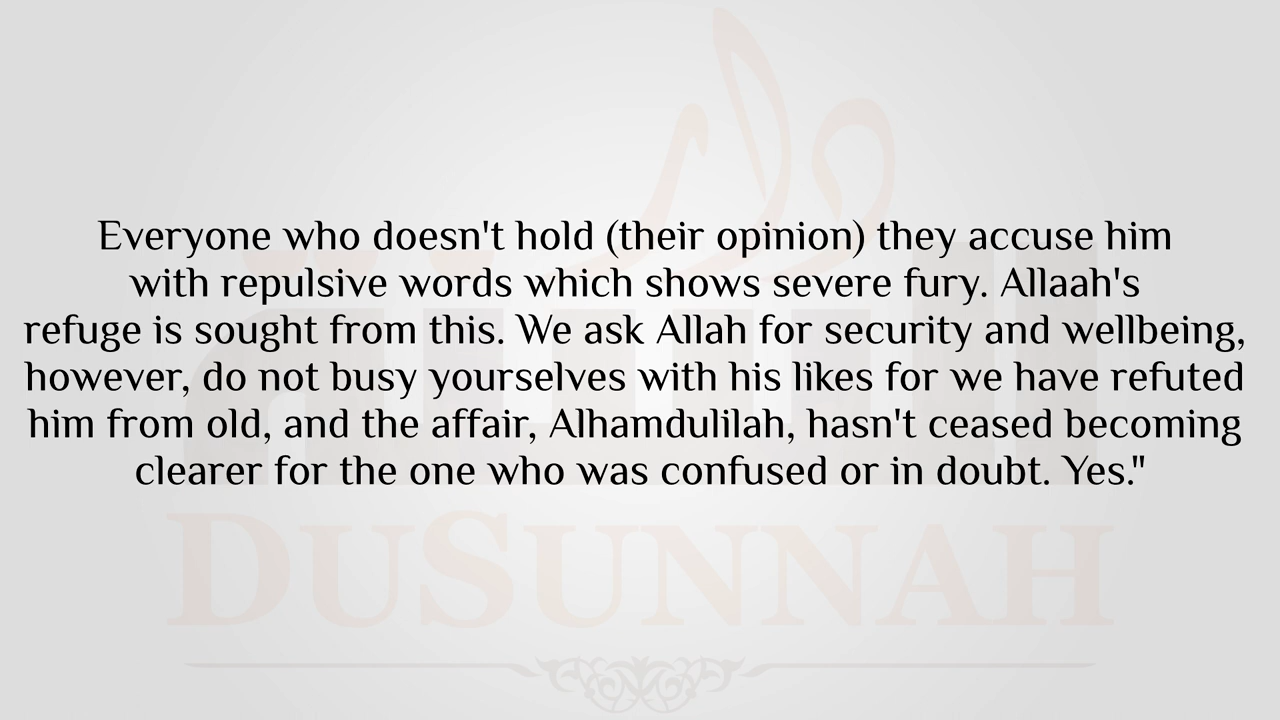 Everyone who doesn't hold (their opinion) they accuse him
with repulsive words which shows severe fury. Allaah's
refuge is sought from this. We ask Allah for security and wellbeing,
however, do not busy yourselves with his likes for we have refuted
him from old, and the affair, Alhamdulilah, hasn't ceased becoming
clearer for the one who was confused or in doubt. Yes."
DUSUNNAH